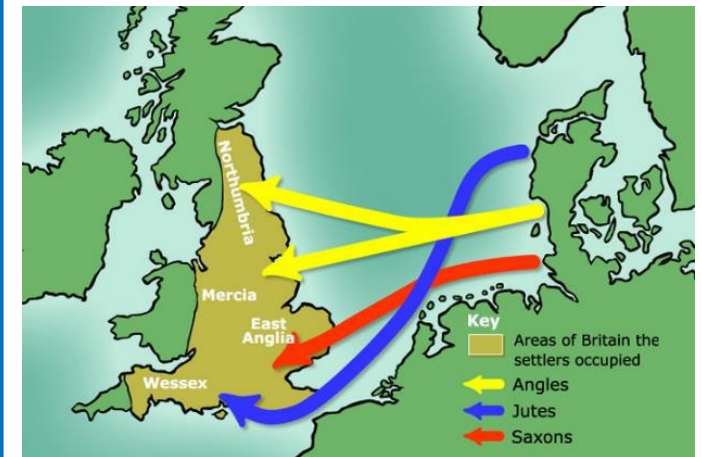 Northumbria
Mercia
East
Anglia
Wessex
Key
Areas of Britain the
settlers occupied
Angles
Jutes
Saxons